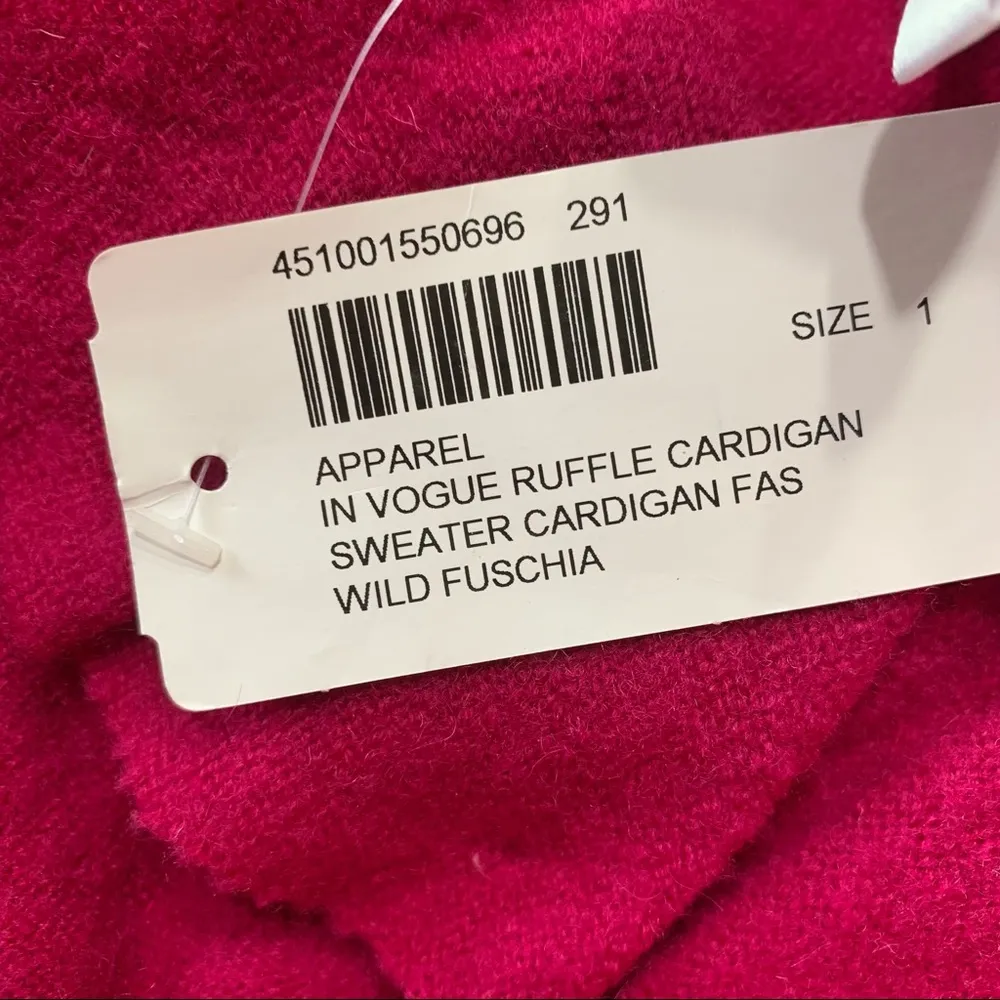 451001550696 291
SIZE 1
APPAREL
IN VOGUE RUFFLE CARDIGAN
SWEATER CARDIGAN FAS
WILD FUSCHIA